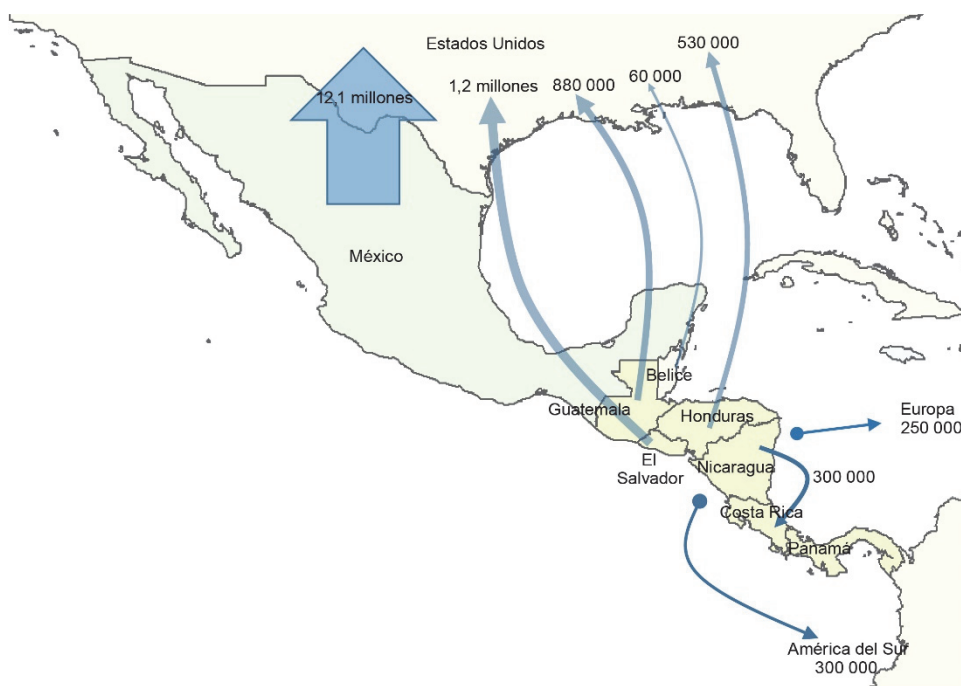 Estados Unidos
530 000
12,1 millones
1,2 millones
880 000
60 000
México
Belice
Guatemala
Honduras
Europa
250 000
El
Salvador
Nicaragua
300 000
Costa Rica
Panamá
América del Sur
300 000